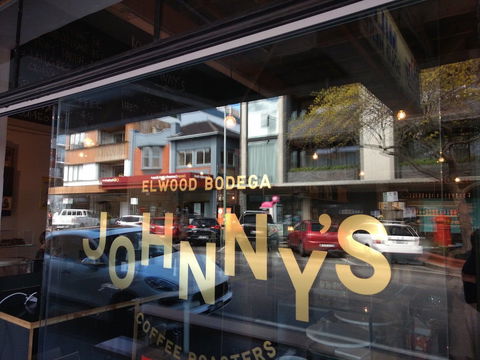 ELWOOD BODEGA
JOHNNY'S
COFFEE ROASTERS